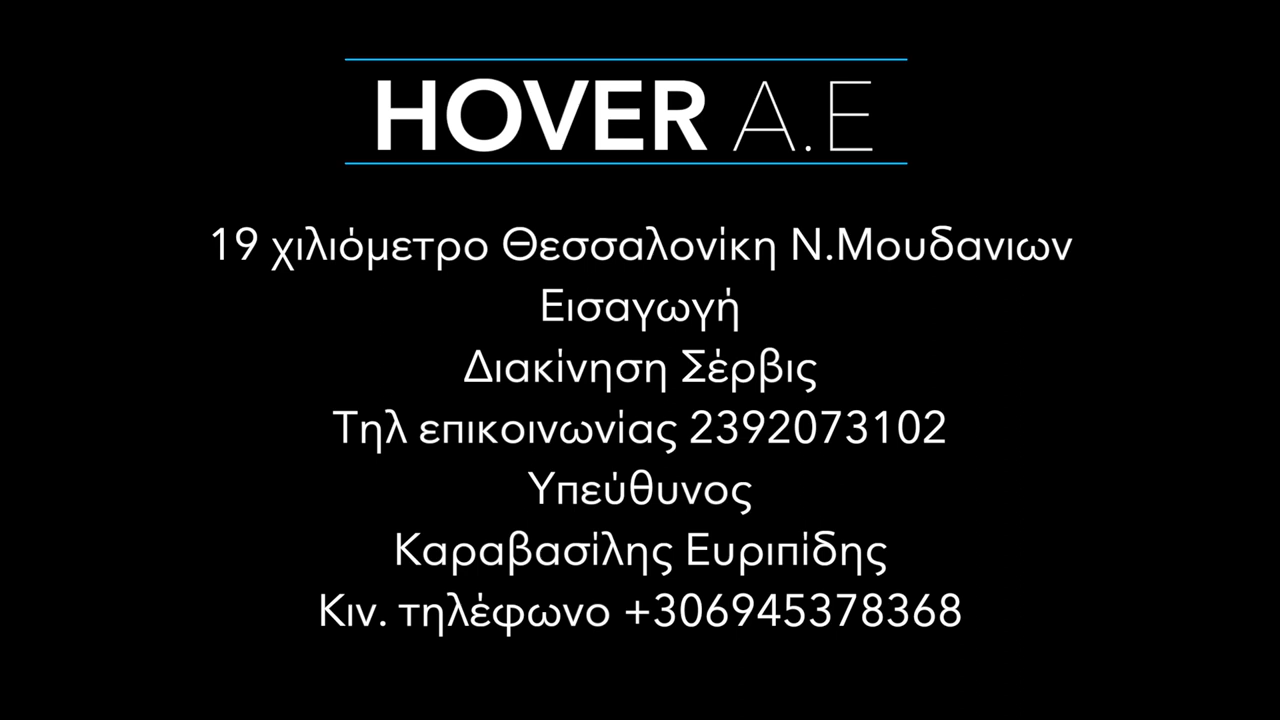 HOVER A.E
19 χιλιόμετρο Θεσσαλονίκη Ν.Μουδανιων
Εισαγωγή
Διακίνηση Σέρβις
Τηλ επικοινωνίας 2392073102
Υπεύθυνος
Καραβασίλης Ευριπίδης
Κιν. τηλέφωνο +306945378368